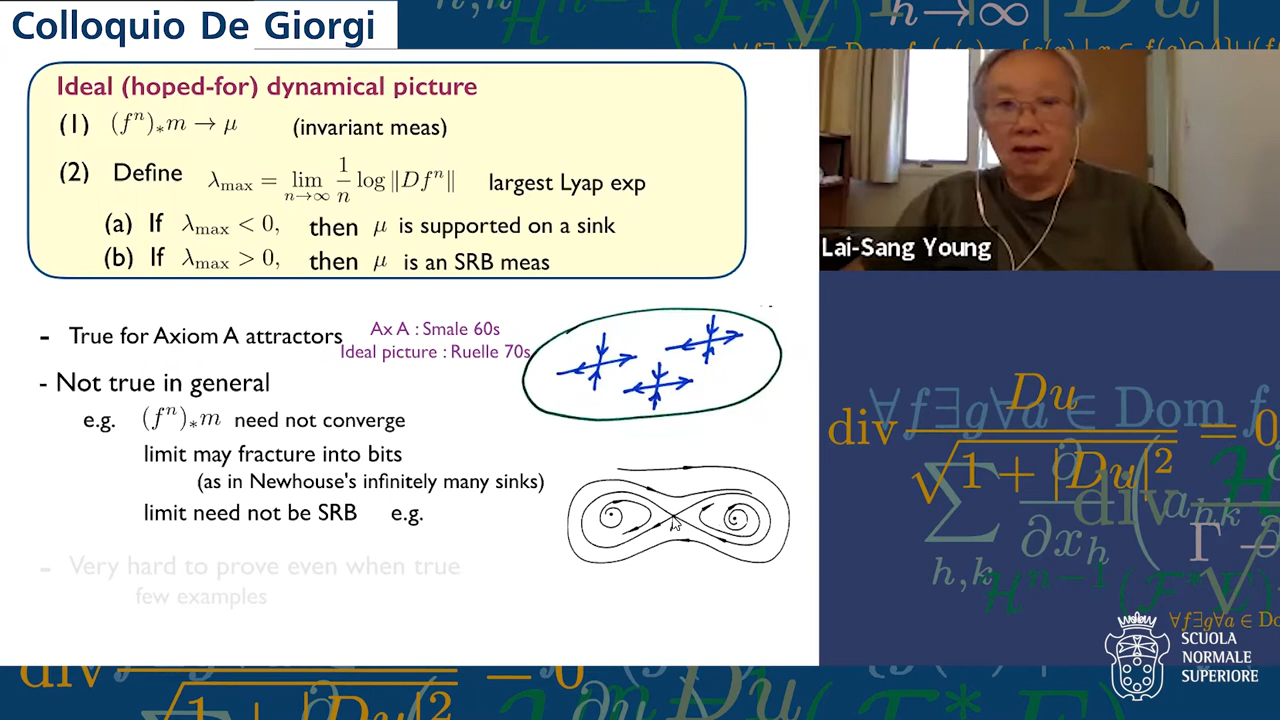 Colloquio De Giorgi
Ideal (hoped-for) dynamical picture
(1) (fⁿ)₊m → μ (invariant meas)
(2) Define λ_max = lim_{n→∞} 1/n log ‖Dfⁿ‖ largest Lyap exp
(a) If λ_max < 0, then μ is supported on a sink
(b) If λ_max > 0, then μ is an SRB meas
- True for Axiom A attractors
Ax A : Smale 60s
Ideal picture : Ruelle 70s
- Not true in general
e.g. (fⁿ)₊m need not converge
limit may fracture into bits
(as in Newhouse's infinitely many sinks)
limit need not be SRB e.g.
- Very hard to prove even when true
few examples
Lai-Sang Young
SCUOLA
NORMALE
SUPERIORE